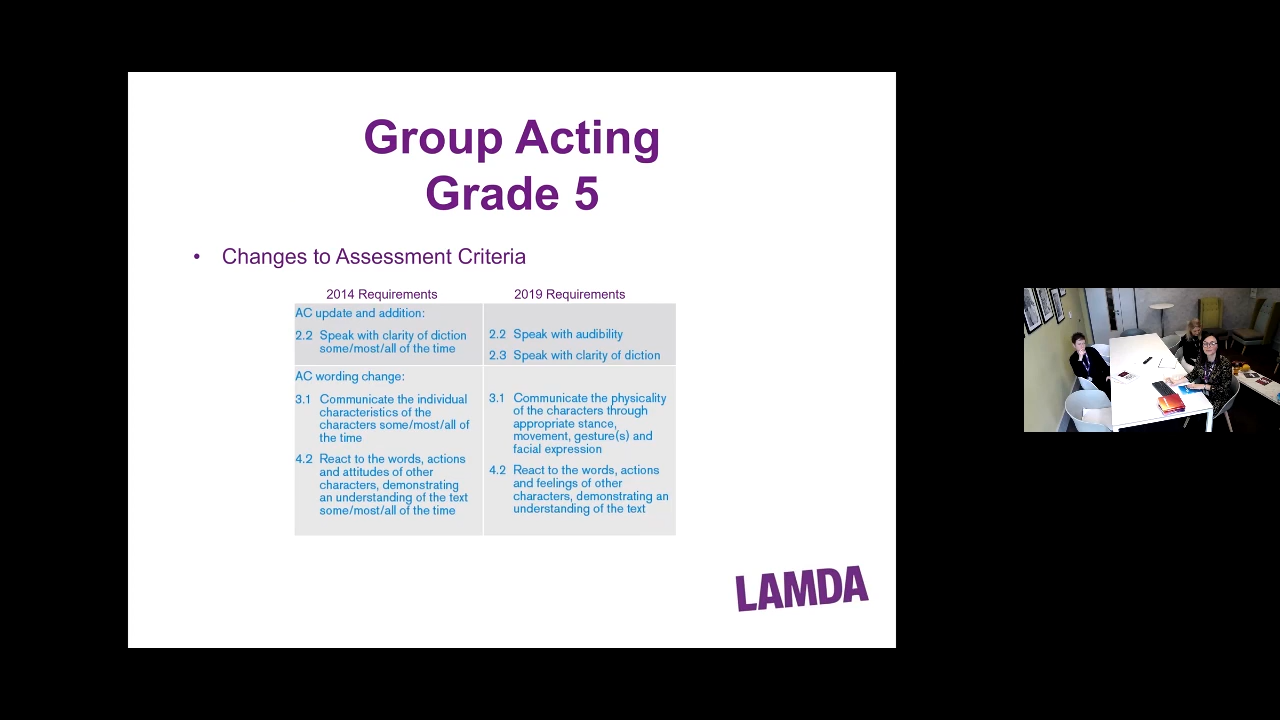 Group Acting
Grade 5
• Changes to Assessment Criteria
2014 Requirements
AC update and addition:
2.2 Speak with clarity of diction
some/most/all of the time
AC wording change:
3.1 Communicate the individual
characteristics of the
characters some/most/all of
the time
4.2 React to the words, actions
and attitudes of other
characters, demonstrating
an understanding of the text
some/most/all of the time
2019 Requirements
2.2 Speak with audibility
2.3 Speak with clarity of diction
3.1 Communicate the physicality
of the characters through
appropriate stance,
movement, gesture(s) and
facial expression
4.2 React to the words, actions
and feelings of other
characters, demonstrating an
understanding of the text
LAMDA